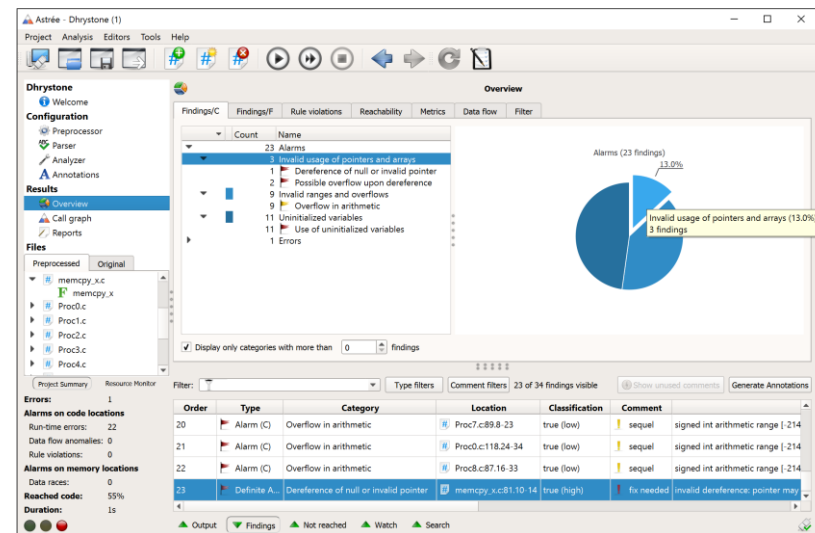 Astrée - Dhrystone (1)
Project Analysis Editors Tools Help
Dhrystone
Welcome
Configuration
Preprocessor
Parser
Analyzer
Annotations
Results
Overview
Call graph
Reports
Files
Preprocessed Original
memcpy_x.c
F memcpy_x
Proc0.c
Proc1.c
Proc2.c
Proc3.c
Proc4.c
Project Summary Resource Monitor
Errors: 1
Alarms on code locations
Run-time errors: 22
Data flow anomalies: 0
Rule violations: 0
Alarms on memory locations
Data races: 0
Reached code: 55%
Duration: 1s
Overview
Findings/C Findings/F Rule violations Reachability Metrics Data flow Filter
Count Name
23 Alarms
3 Invalid usage of pointers and arrays
1 Dereference of null or invalid pointer
2 Possible overflow upon dereference
9 Invalid ranges and overflows
9 Overflow in arithmetic
11 Uninitialized variables
11 Use of uninitialized variables
1 Errors
Alarms (23 findings)
13.0%
Invalid usage of pointers and arrays (13.0%)
3 findings
Display only categories with more than 0 findings
Filter: Type filters Comment filters 23 of 34 findings visible Show unused comments Generate Annotations
Order Type Category Location Classification Comment
20 Alarm (C) Overflow in arithmetic Proc7.c:89.8-23 true (low) sequel signed int arithmetic range [-214
21 Alarm (C) Overflow in arithmetic Proc0.c:118.24-34 true (low) sequel signed int arithmetic range [-214
22 Alarm (C) Overflow in arithmetic Proc8.c:87.16-33 true (low) sequel signed int arithmetic range [-214
23 Definite A... Dereference of null or invalid pointer memcpy_x.c:81.10-14 true (high) fix needed invalid dereference: pointer may
Output Findings Not reached Watch Search